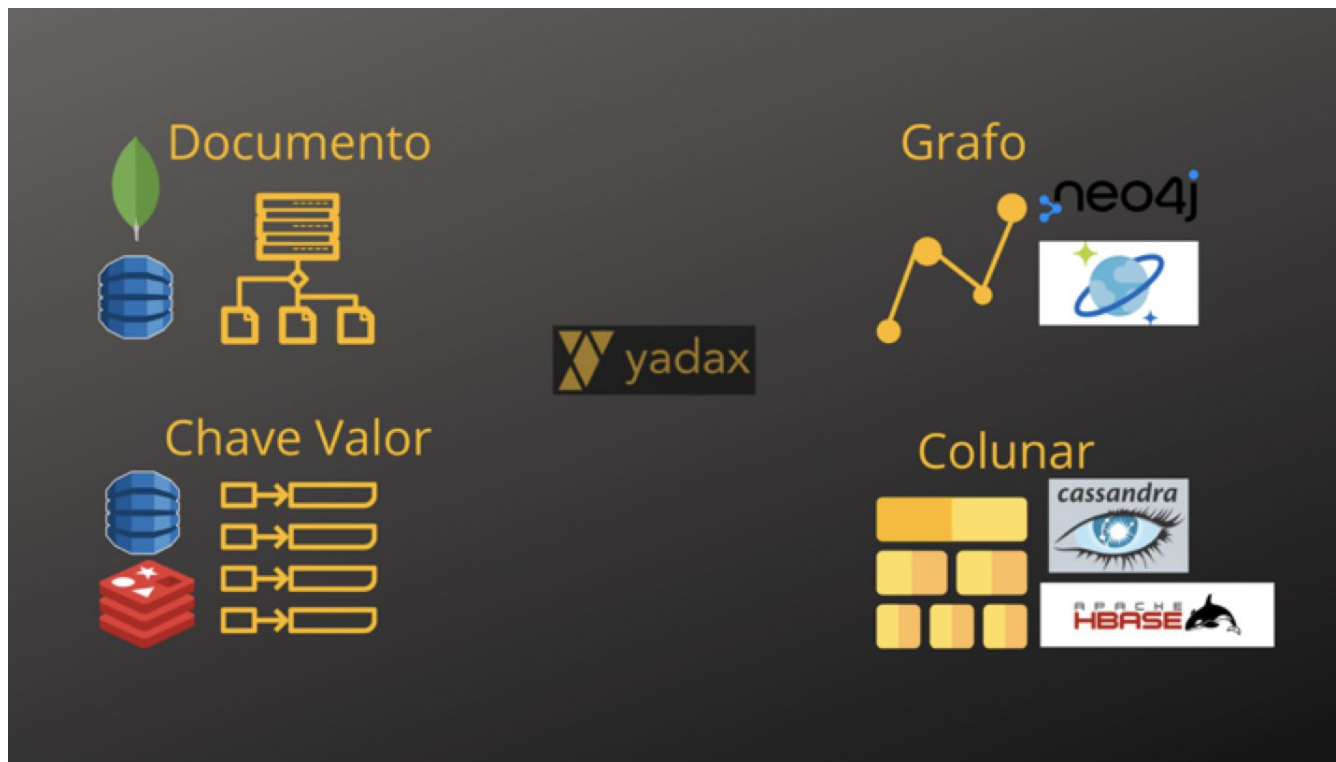 Documento
Grafo
neo4j
yadax
Chave Valor
Colunar
cassandra
APACHE
HBASE